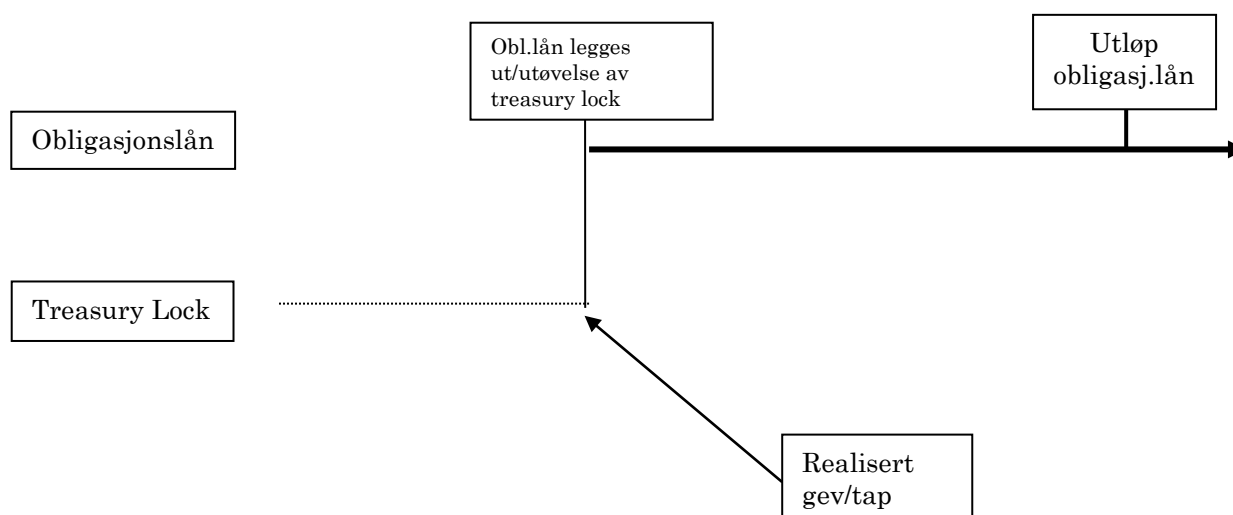 Obl.lån legges
ut/utøvelse av
treasury lock
Utløp
obligasj.lån
Obligasjonslån
Treasury Lock
Realisert
gev/tap